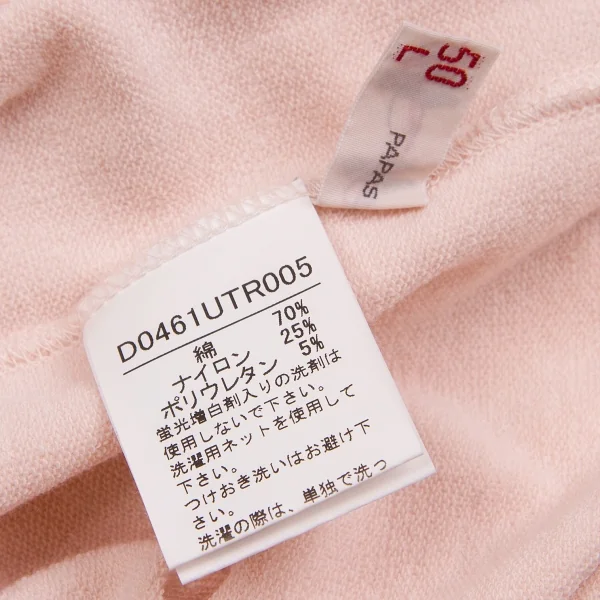 50
L
PAPAS
D0461UTR005
綿 70%
ナイロン 25%
ポリウレタン 5%
蛍光増白剤入りの洗剤は
使用しないで下さい。
洗濯用ネットを使用して
下さい。
つけおき洗いはお避け下
さい。
洗濯の際は、単独で洗っ